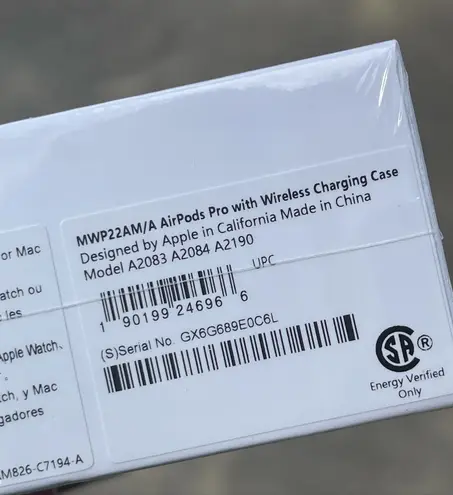 or Mac
atch ou
les
Apple Watch,
ch, y Mac
gadores
AM826-C7194-A
MWP22AM/A AirPods Pro with Wireless Charging Case
Designed by Apple in California Made in China
Model A2083 A2084 A2190
UPC
1 90199 24696 6
(S)Serial No. GX6G689E0C6L
SA ®
Energy Verified
Only